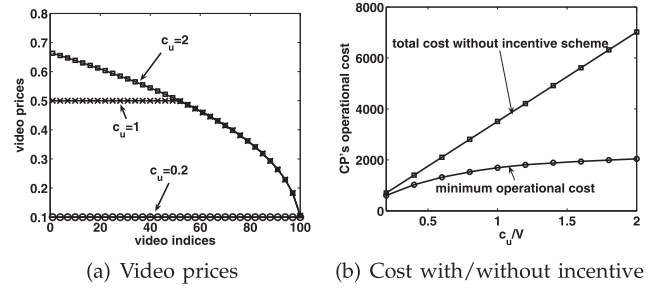 0.8
0.7
0.6
0.5
0.4
0.3
0.2
0.1
0
20
40
60
80
100
video prices
video indices
c_u=2
c_u=1
c_u=0.2
(a) Video prices
8000
6000
4000
2000
0
0.5
1
1.5
2
CP's operational cost
c_u/V
total cost without incentive scheme
minimum operational cost
(b) Cost with/without incentive